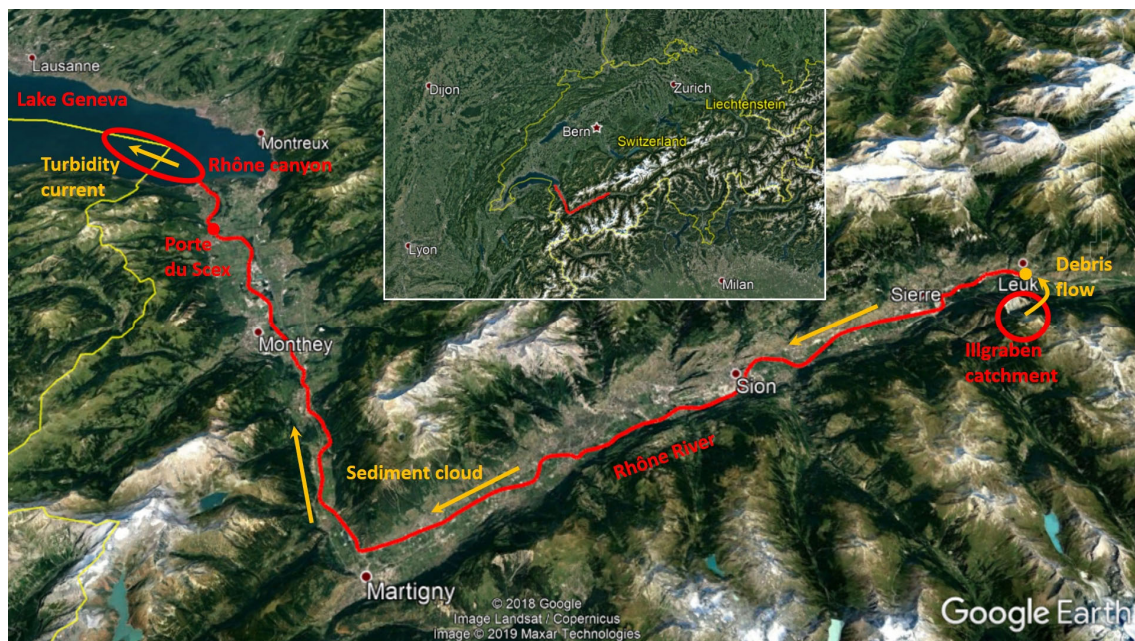 Lausanne
Lake Geneva
Montreux
Turbidity
current
Rhône canyon
Porte
du Scex
Monthey
Dijon
Zurich
Liechtenstein
Bern
Switzerland
Lyon
Milan
Debris
flow
Leuk
Sierre
Illgraben
catchment
Sion
Rhône River
Sediment cloud
Martigny
© 2018 Google
Image Landsat / Copernicus
Image © 2019 Maxar Technologies
Google Earth